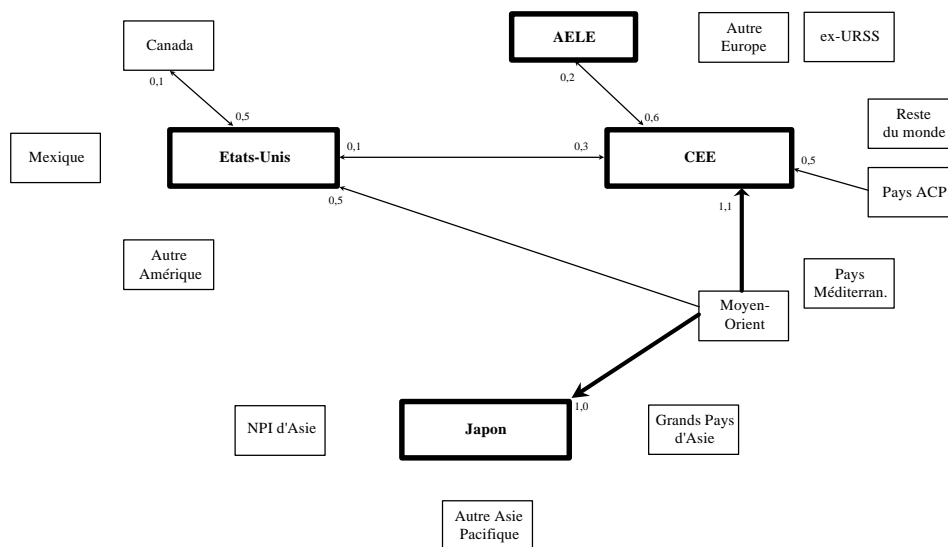 Canada
AELE
Autre
Europe
ex-URSS
0,1
0,2
0,5
0,6
Reste
du monde
Mexique
Etats-Unis
0,1
0,3
CEE
0,5
0,5
1,1
Pays ACP
Autre
Amérique
Pays
Méditerran.
Moyen-
Orient
1,0
NPI d'Asie
Japon
Grands Pays
d'Asie
Autre Asie
Pacifique